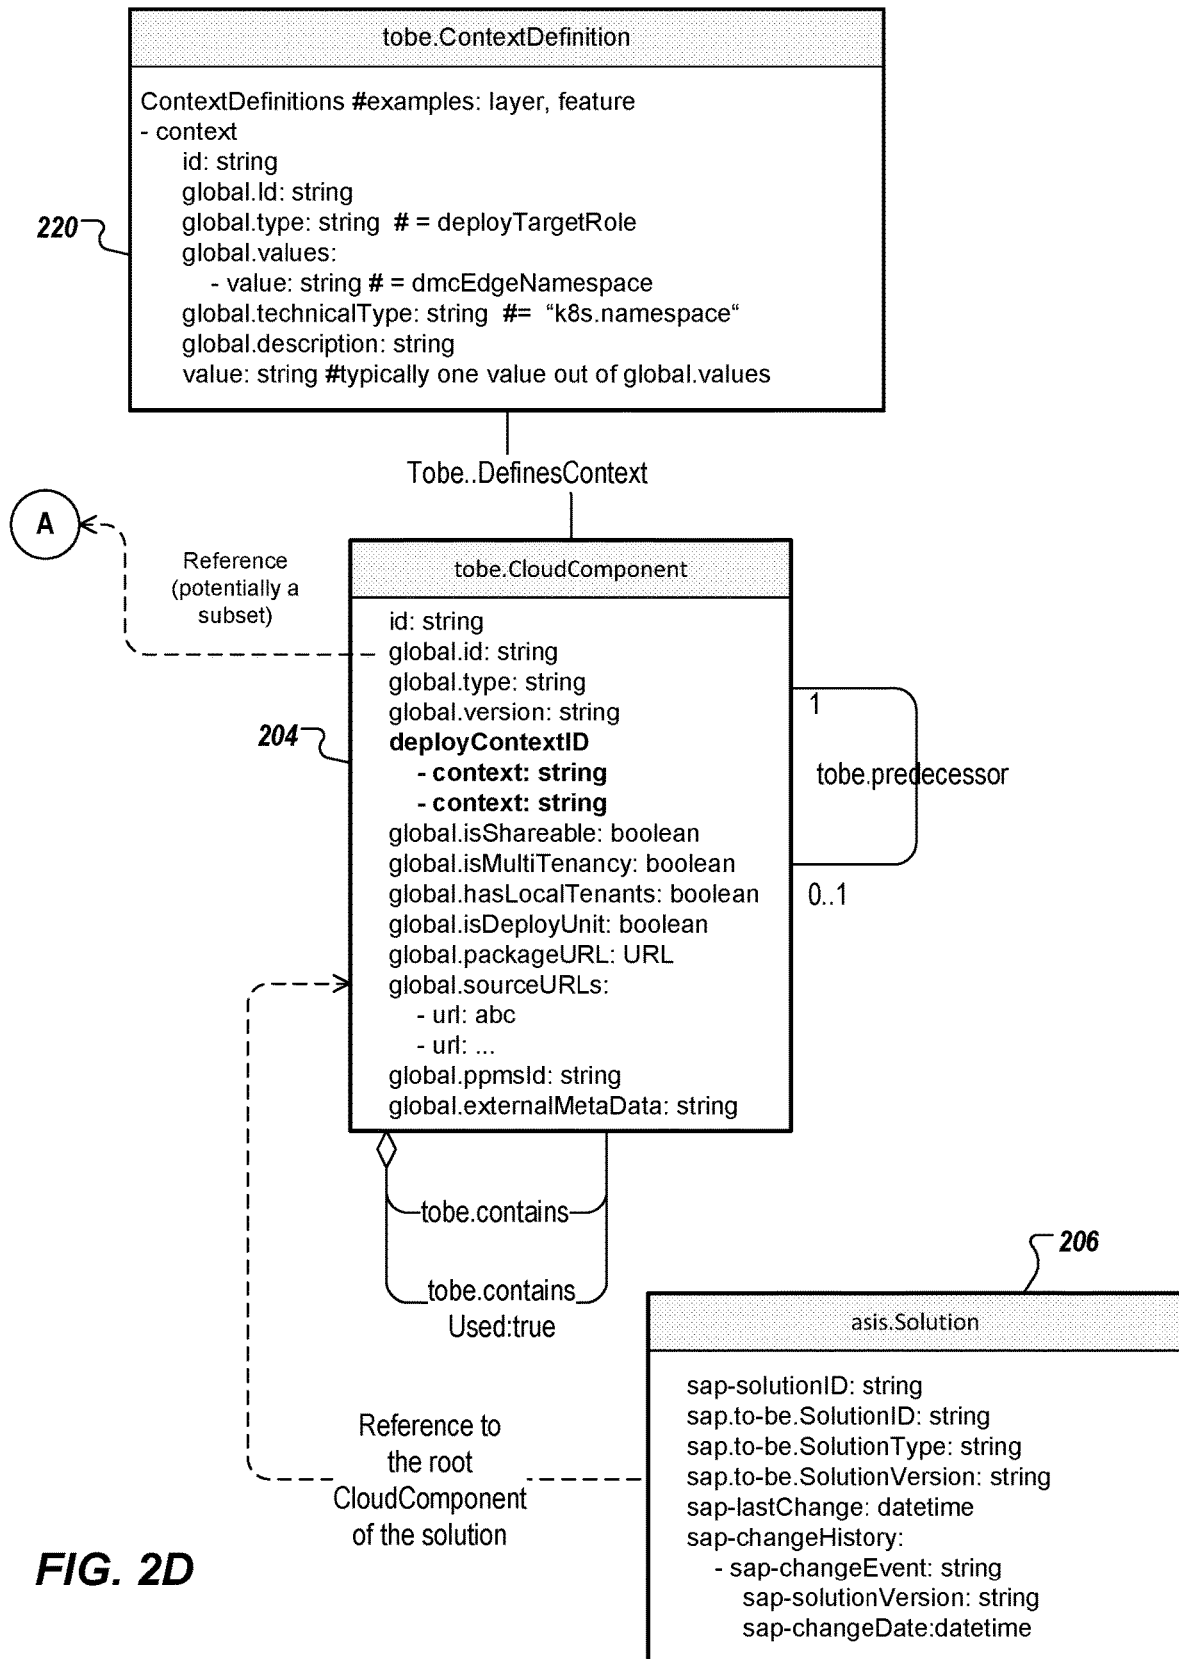 tobe.ContextDefinition
ContextDefinitions #examples: layer, feature
- context
id: string
global.Id: string
global.type: string # = deployTargetRole
global.values:
- value: string # = dmcEdgeNamespace
global.technicalType: string #= “k8s.namespace“
global.description: string
value: string #typically one value out of global.values
220
Tobe..DefinesContext
A
Reference
(potentially a
subset)
tobe.CloudComponent
id: string
global.id: string
global.type: string
global.version: string
deployContextID
- context: string
- context: string
global.isShareable: boolean
global.isMultiTenancy: boolean
global.hasLocalTenants: boolean
global.isDeployUnit: boolean
global.packageURL: URL
global.sourceURLs:
- url: abc
- url: ...
global.ppmsId: string
global.externalMetaData: string
204
1
tobe.predecessor
0..1
tobe.contains
tobe.contains
Used:true
206
asis.Solution
sap-solutionID: string
sap.to-be.SolutionID: string
sap.to-be.SolutionType: string
sap.to-be.SolutionVersion: string
sap-lastChange: datetime
sap-changeHistory:
- sap-changeEvent: string
sap-solutionVersion: string
sap-changeDate:datetime
Reference to
the root
CloudComponent
of the solution
FIG. 2D